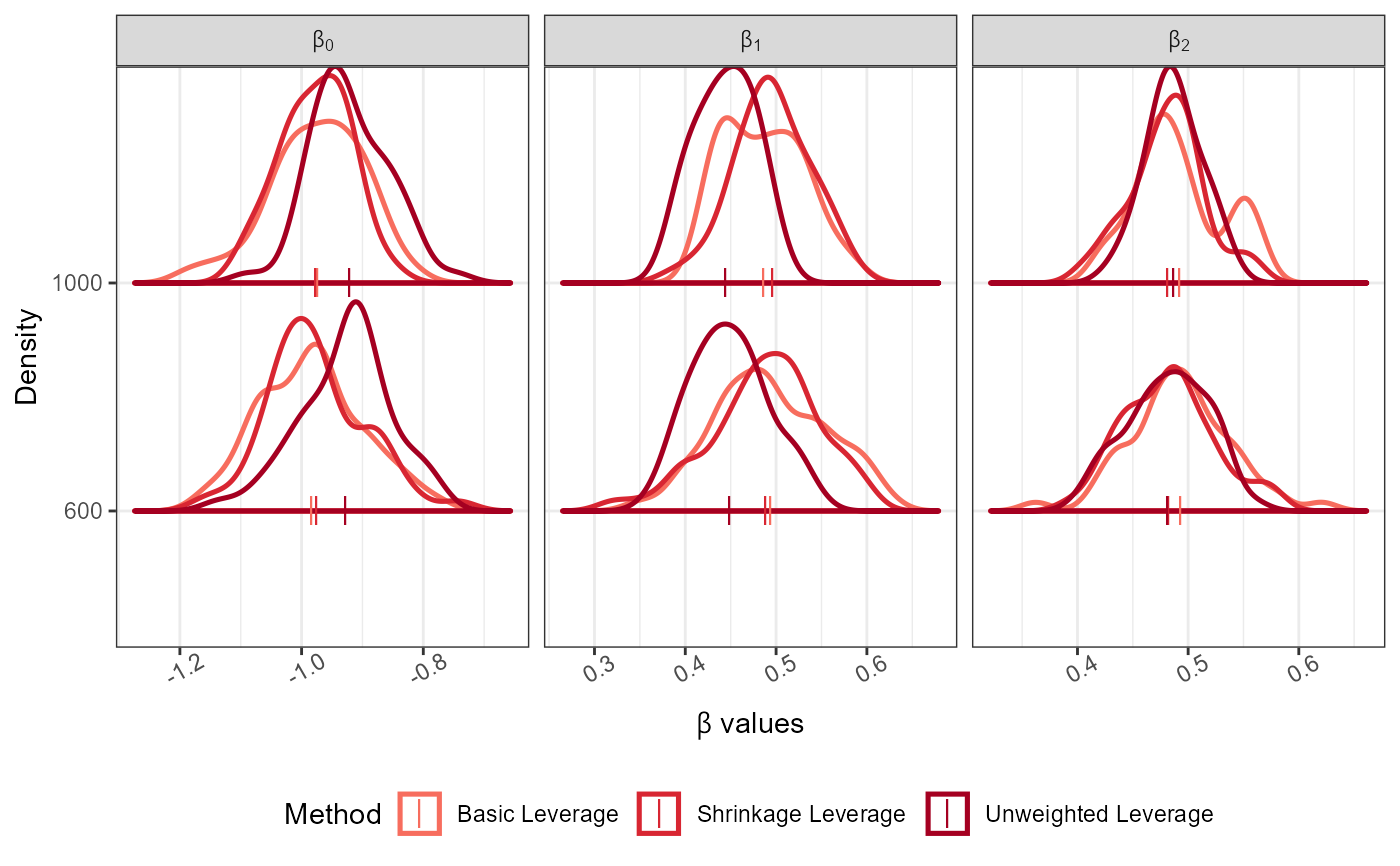 β0 β1 β2
Density
1000
600
-1.2 -1.0 -0.8 0.3 0.4 0.5 0.6 0.4 0.5 0.6
β values
Method Basic Leverage Shrinkage Leverage Unweighted Leverage